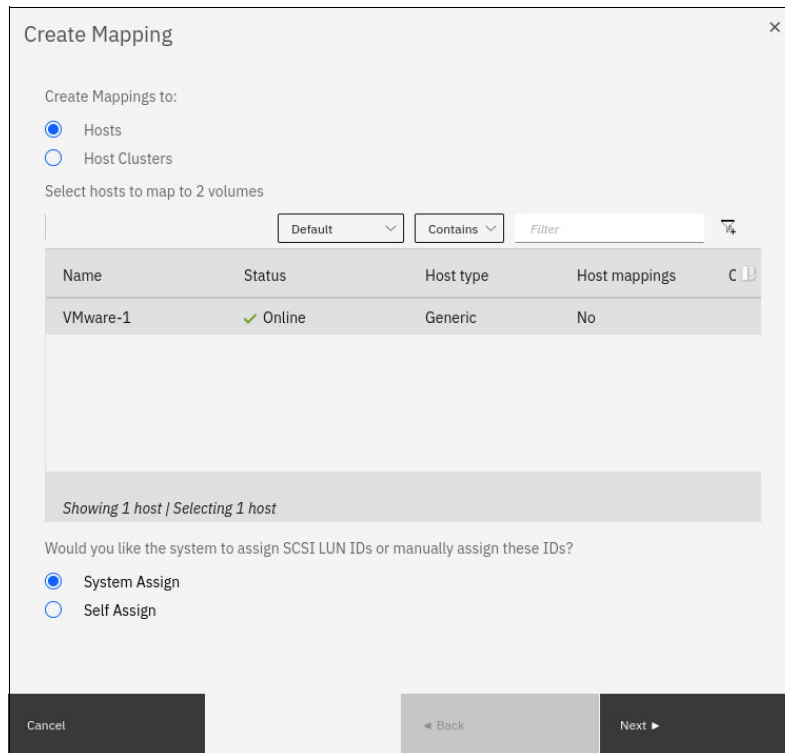 Create Mapping
Create Mappings to:
Hosts
Host Clusters
Select hosts to map to 2 volumes
Default Contains Filter
Name Status Host type Host mappings C
VMware-1 Online Generic No
Showing 1 host | Selecting 1 host
Would you like the system to assign SCSI LUN IDs or manually assign these IDs?
System Assign
Self Assign
Cancel ◄ Back Next ►